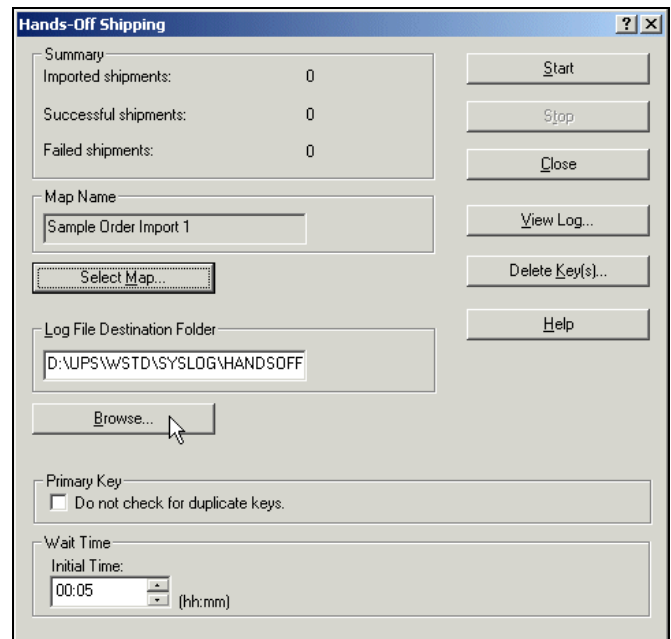 Hands-Off Shipping
Summary
Imported shipments: 0
Successful shipments: 0
Failed shipments: 0
Start
Stop
Close
Map Name
Sample Order Import 1
Select Map...
View Log...
Delete Key(s)...
Help
Log File Destination Folder
D:\UPS\WSTD\SYSLOG\HANDSOFF
Browse...
Primary Key
Do not check for duplicate keys.
Wait Time
Initial Time:
00:05 (hh:mm)